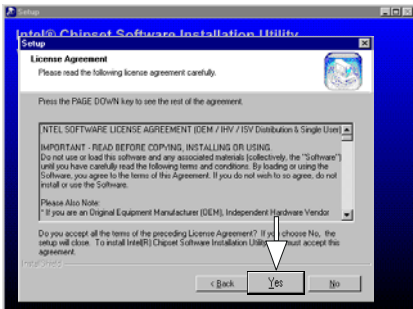 Setup
Intel® Chipset Software Installation Utility
Setup
License Agreement
Please read the following license agreement carefully.
Press the PAGE DOWN key to see the rest of the agreement.
INTEL SOFTWARE LICENSE AGREEMENT (OEM / IHV / ISV Distribution & Single User)
IMPORTANT - READ BEFORE COPYING, INSTALLING OR USING.
Do not use or load this software and any associated materials (collectively, the "Software")
until you have carefully read the following terms and conditions. By loading or using the
Software, you agree to the terms of this Agreement. If you do not wish to so agree, do not
install or use the Software.
Please Also Note:
* If you are an Original Equipment Manufacturer (OEM), Independent Hardware Vendor
Do you accept all the terms of the preceding License Agreement? If you choose No, the
setup will close. To install Intel(R) Chipset Software Installation Utility, must accept this
agreement.
InstallShield
< Back
Yes
No